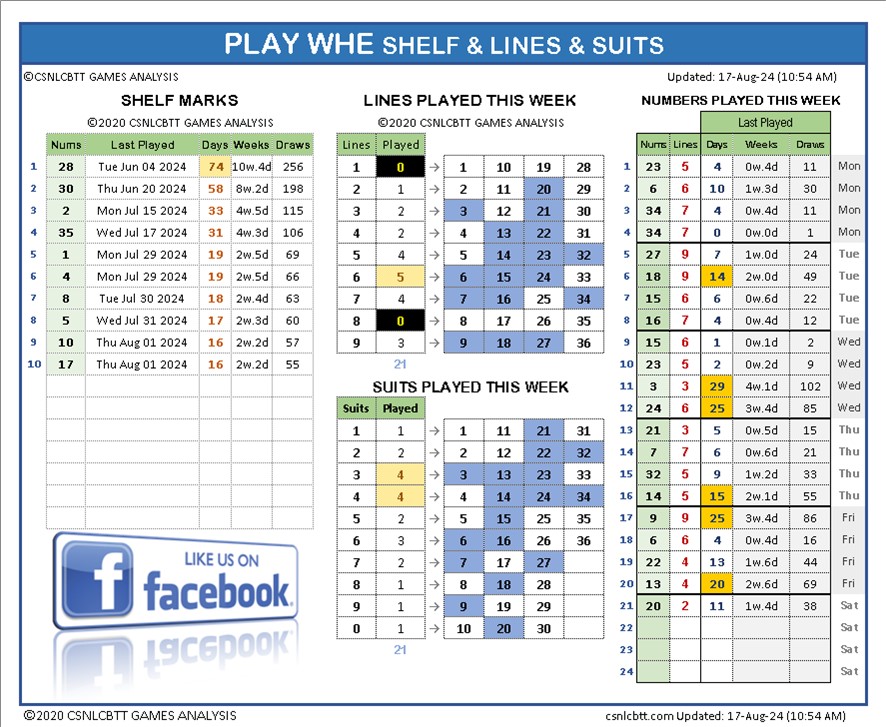 PLAY WHE SHELF & LINES & SUITS
©CSNLCBTT GAMES ANALYSIS
Updated: 17-Aug-24 (10:54 AM)
SHELF MARKS
©2020 CSNLCBTT GAMES ANALYSIS
Nums Last Played Days Weeks Draws
1 28 Tue Jun 04 2024 74 10w.4d 256
2 30 Thu Jun 20 2024 58 8w.2d 198
3 2 Mon Jul 15 2024 33 4w.5d 115
4 35 Wed Jul 17 2024 31 4w.3d 106
5 1 Mon Jul 29 2024 19 2w.5d 69
6 4 Mon Jul 29 2024 19 2w.5d 66
7 8 Tue Jul 30 2024 18 2w.4d 63
8 5 Wed Jul 31 2024 17 2w.3d 60
9 10 Thu Aug 01 2024 16 2w.2d 57
10 17 Thu Aug 01 2024 16 2w.2d 55
LIKE US ON
f facebook
LINES PLAYED THIS WEEK
©2020 CSNLCBTT GAMES ANALYSIS
Lines Played
1 0 → 1 10 19 28
2 1 → 2 11 20 29
3 2 → 3 12 21 30
4 2 → 4 13 22 31
5 4 → 5 14 23 32
6 5 → 6 15 24 33
7 4 → 7 16 25 34
8 0 → 8 17 26 35
9 3 → 9 18 27 36
21
SUITS PLAYED THIS WEEK
Suits Played
1 1 → 1 11 21 31
2 2 → 2 12 22 32
3 4 → 3 13 23 33
4 4 → 4 14 24 34
5 2 → 5 15 25 35
6 3 → 6 16 26 36
7 2 → 7 17 27
8 1 → 8 18 28
9 1 → 9 19 29
0 1 → 10 20 30
21
NUMBERS PLAYED THIS WEEK
Last Played
Nums Lines Days Weeks Draws
1 23 5 4 0w.4d 11 Mon
2 6 6 10 1w.3d 30 Mon
3 34 7 4 0w.4d 11 Mon
4 34 7 0 0w.0d 1 Mon
5 27 9 7 1w.0d 24 Tue
6 18 9 14 2w.0d 49 Tue
7 15 6 6 0w.6d 22 Tue
8 16 7 4 0w.4d 12 Tue
9 15 6 1 0w.1d 2 Wed
10 23 5 2 0w.2d 9 Wed
11 3 3 29 4w.1d 102 Wed
12 24 6 25 3w.4d 85 Wed
13 21 3 5 0w.5d 15 Thu
14 7 7 6 0w.6d 21 Thu
15 32 5 9 1w.2d 33 Thu
16 14 5 15 2w.1d 55 Thu
17 9 9 25 3w.4d 86 Fri
18 6 6 4 0w.4d 16 Fri
19 22 4 13 1w.6d 44 Fri
20 13 4 20 2w.6d 69 Fri
21 20 2 11 1w.4d 38 Sat
22 Sat
23 Sat
24 Sat
©2020 CSNLCBTT GAMES ANALYSIS
csnlcbtt.com Updated: 17-Aug-24 (10:54 AM)